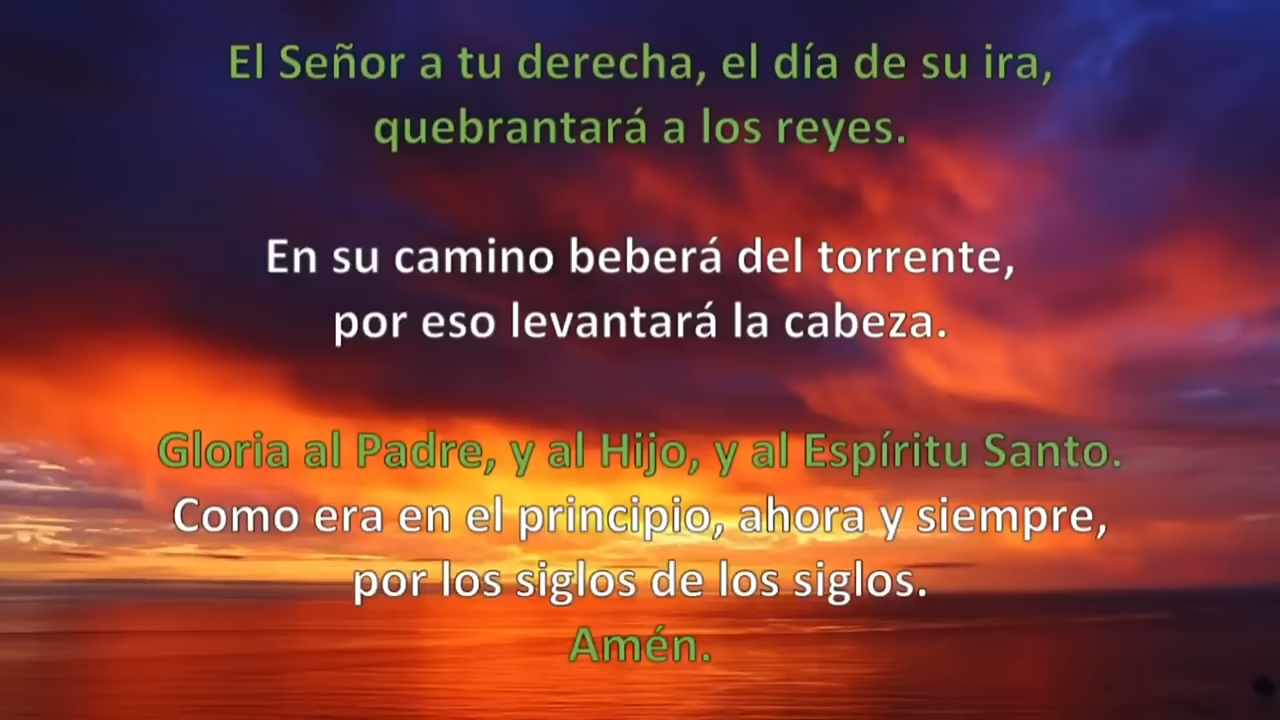 El Señor a tu derecha, el día de su ira,
quebrantará a los reyes.
En su camino beberá del torrente,
por eso levantará la cabeza.
Gloria al Padre, y al Hijo, y al Espíritu Santo.
Como era en el principio, ahora y siempre,
por los siglos de los siglos.
Amén.